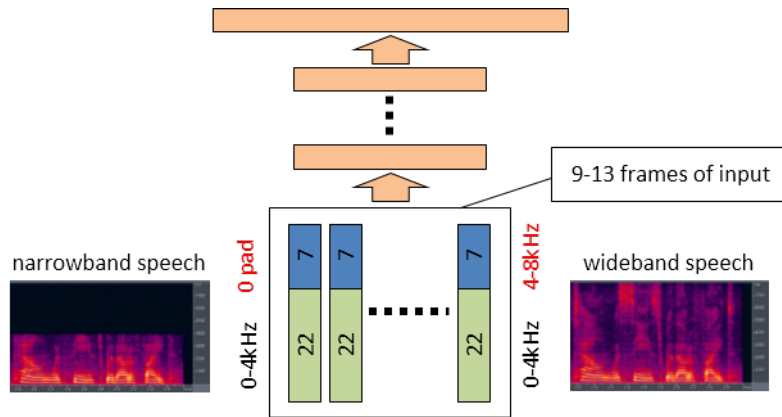 9-13 frames of input
narrowband speech
0 pad
7
7
7
4-8kHz
wideband speech
0-4kHz
22
22
22
0-4kHz